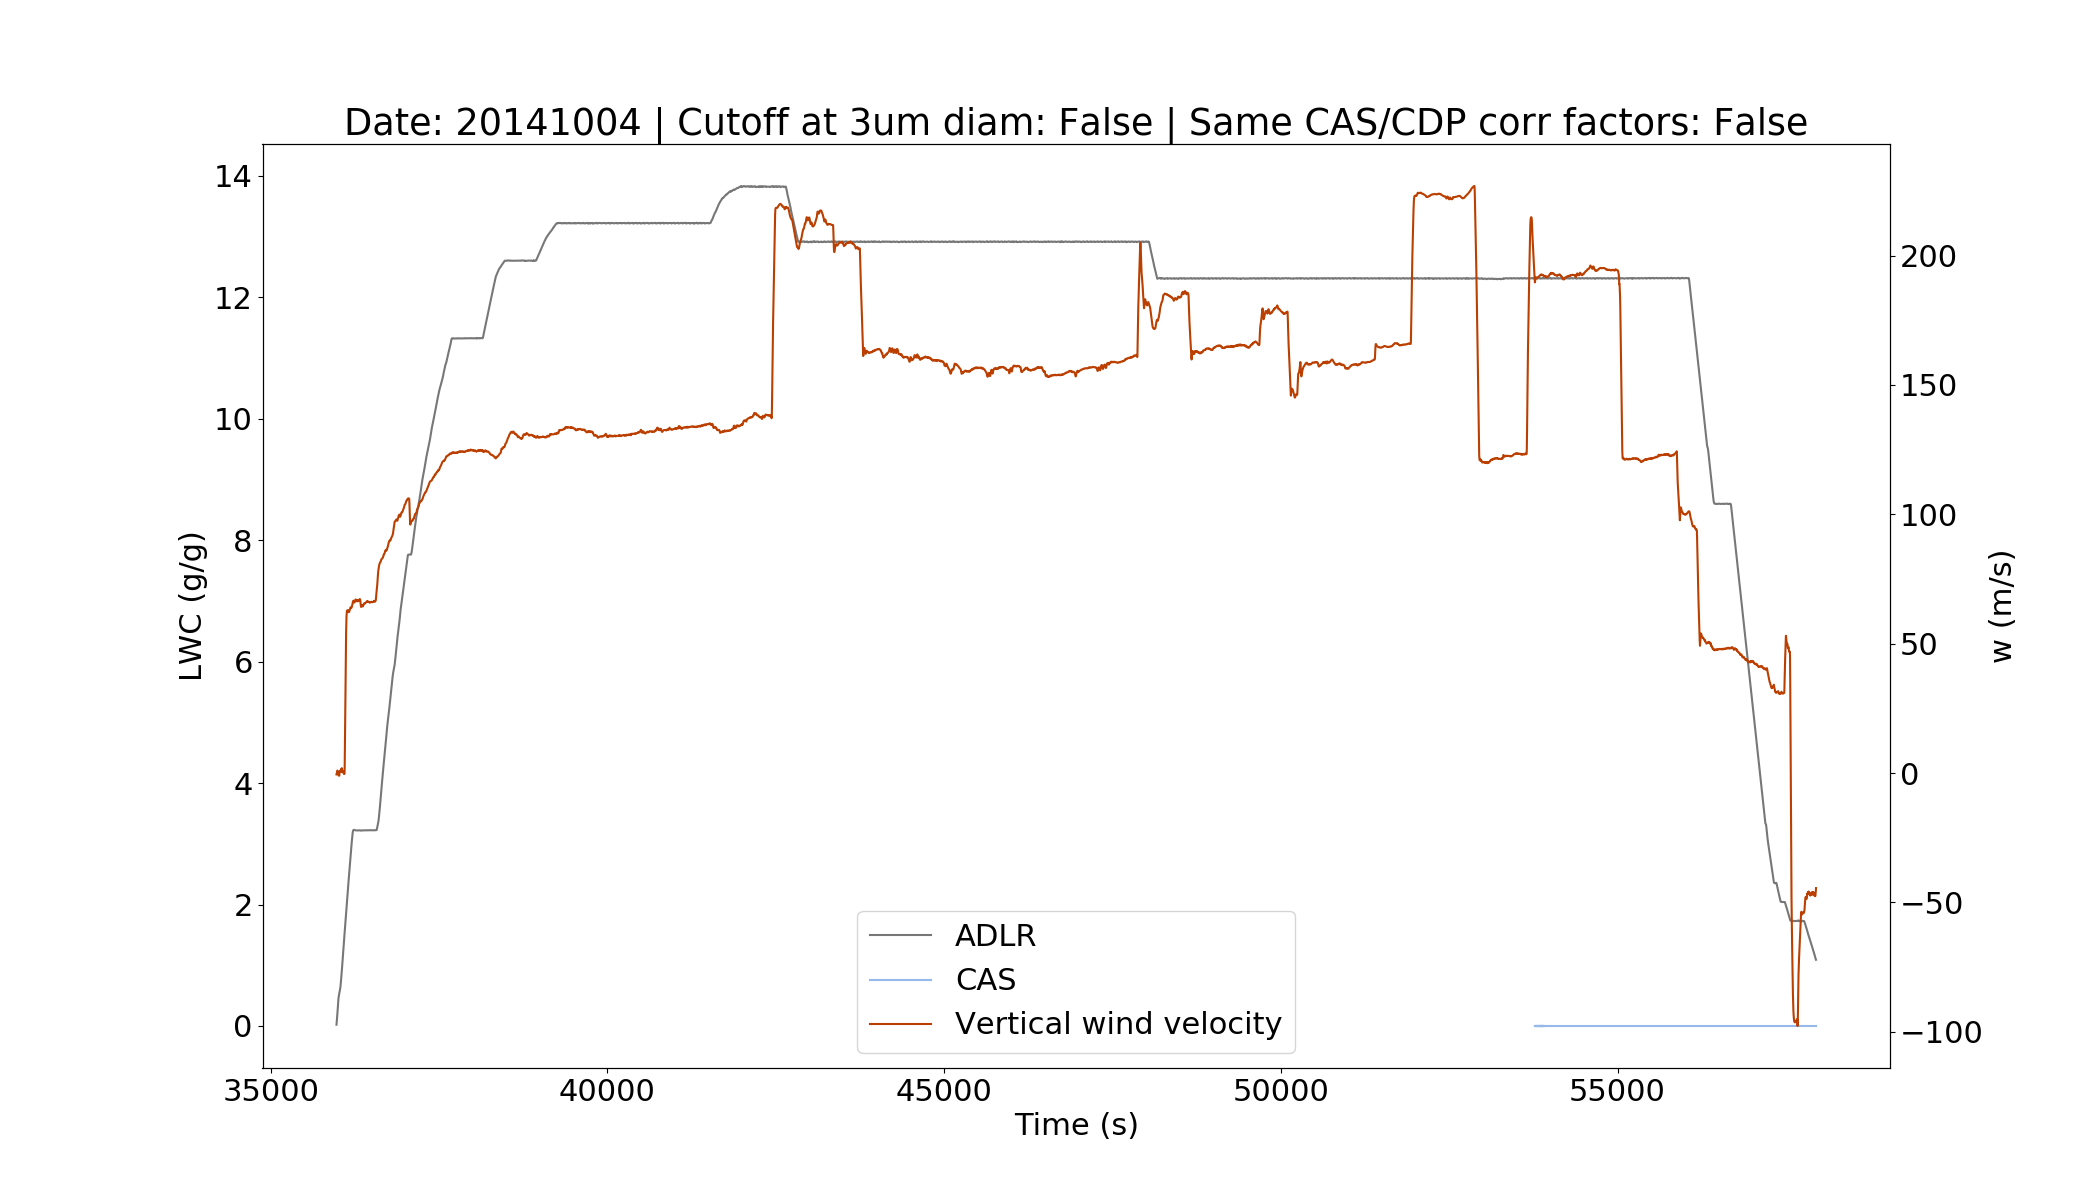 Date: 20141004 | Cutoff at 3um diam: False | Same CAS/CDP corr factors: False
14
12
10
8
6
4
2
0
LWC (g/g)
200
150
100
50
0
−50
−100
w (m/s)
ADLR
CAS
Vertical wind velocity
35000 40000 45000 50000 55000
Time (s)